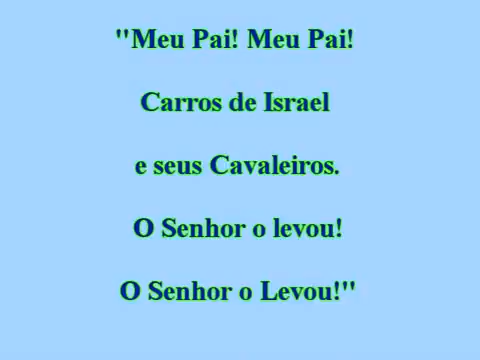 "Meu Pai! Meu Pai!
Carros de Israel
e seus Cavaleiros.
O Senhor o levou!
O Senhor o Levou!"